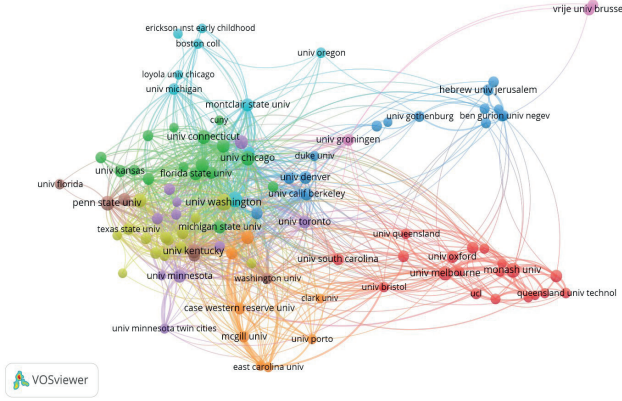 vrije univ brusse
erickson inst early childhood
boston coll
univ oregon
loyola univ chicago
univ michigan
hebrew univ jerusalem
montclair state univ
cuny
univ gothenburg
ben gurion univ negev
univ connecticut
univ groningen
univ chicago
duke univ
univ kansas
florida state univ
univ denver
univ florida
univ calif berkeley
penn state univ
univ washington
texas state univ
michigan state univ
univ toronto
univ queensland
univ kentucky
univ south carolina
univ oxford
univ melbourne
monash univ
univ minnesota
washington univ
univ bristol
ucl
queensland univ technol
clark univ
case western reserve univ
univ minnesota twin cities
mcgill univ
univ porto
east carolina univ
VOSviewer